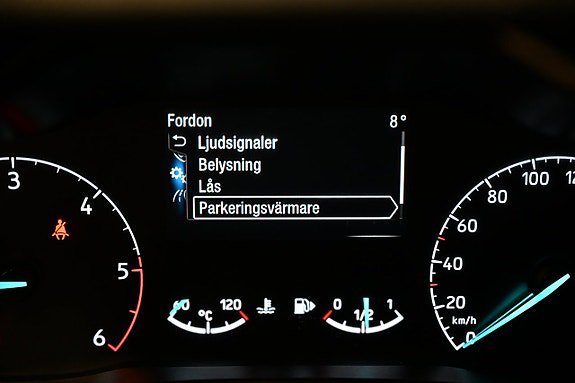 Fordon 8°
Ljudsignaler
Belysning
Lås
Parkeringsvärmare
3
4
5
6
60 °C 120
0 1/2 1
0
20
40
60
80
100
km/h